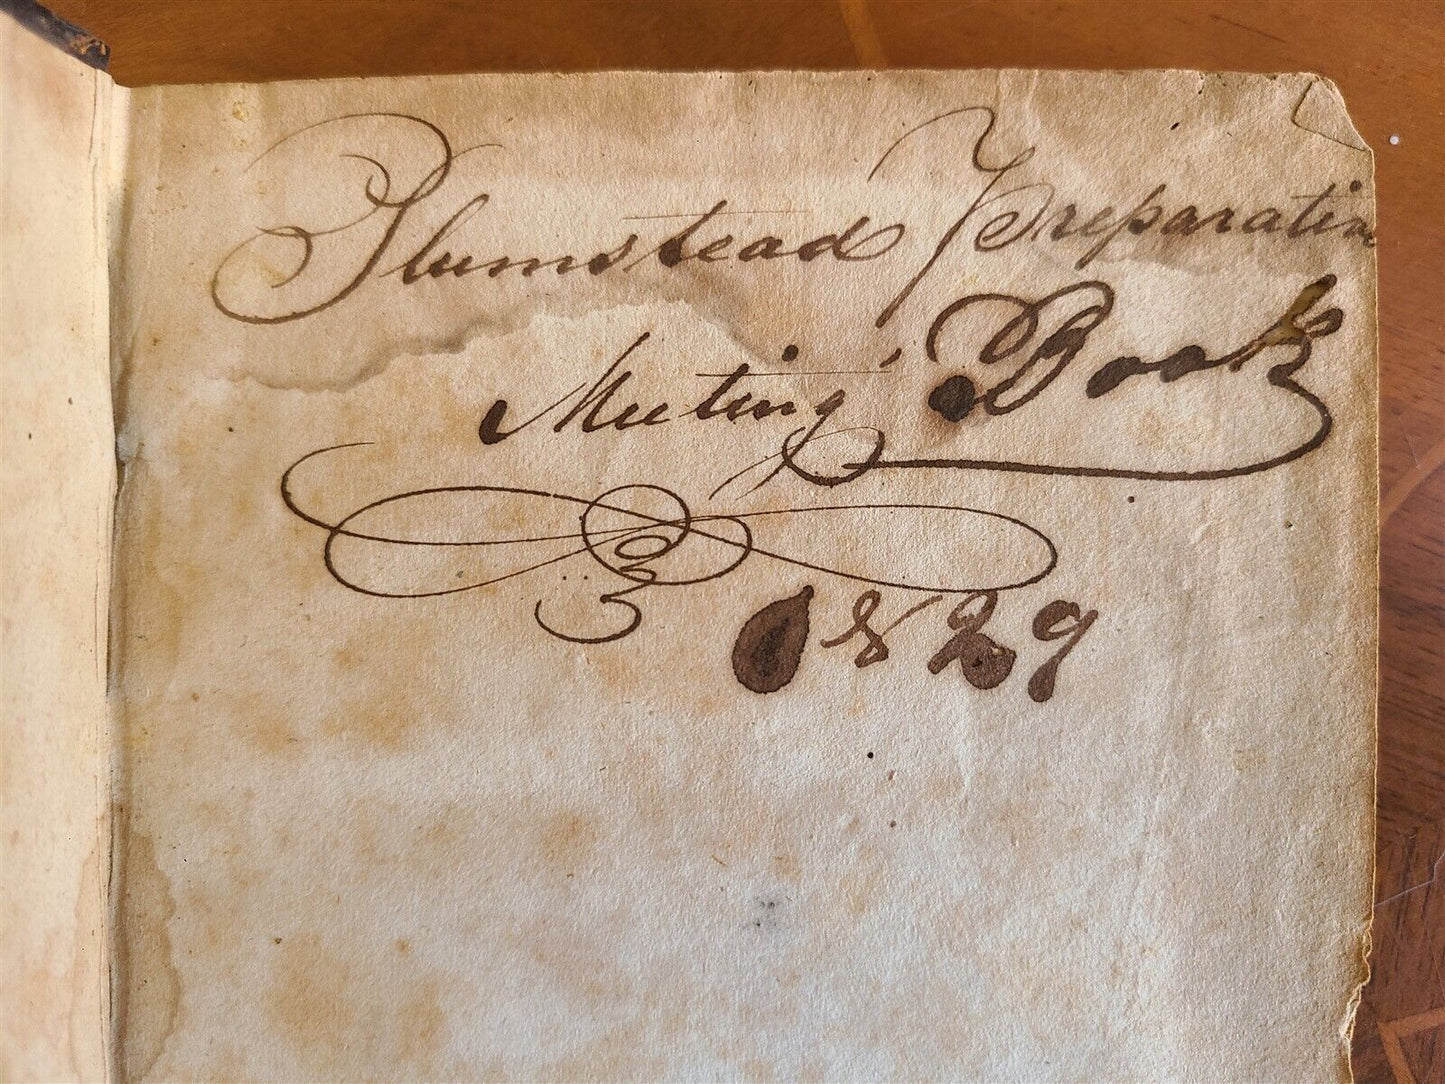 Plumstead Preparative
Meeting Book
1829